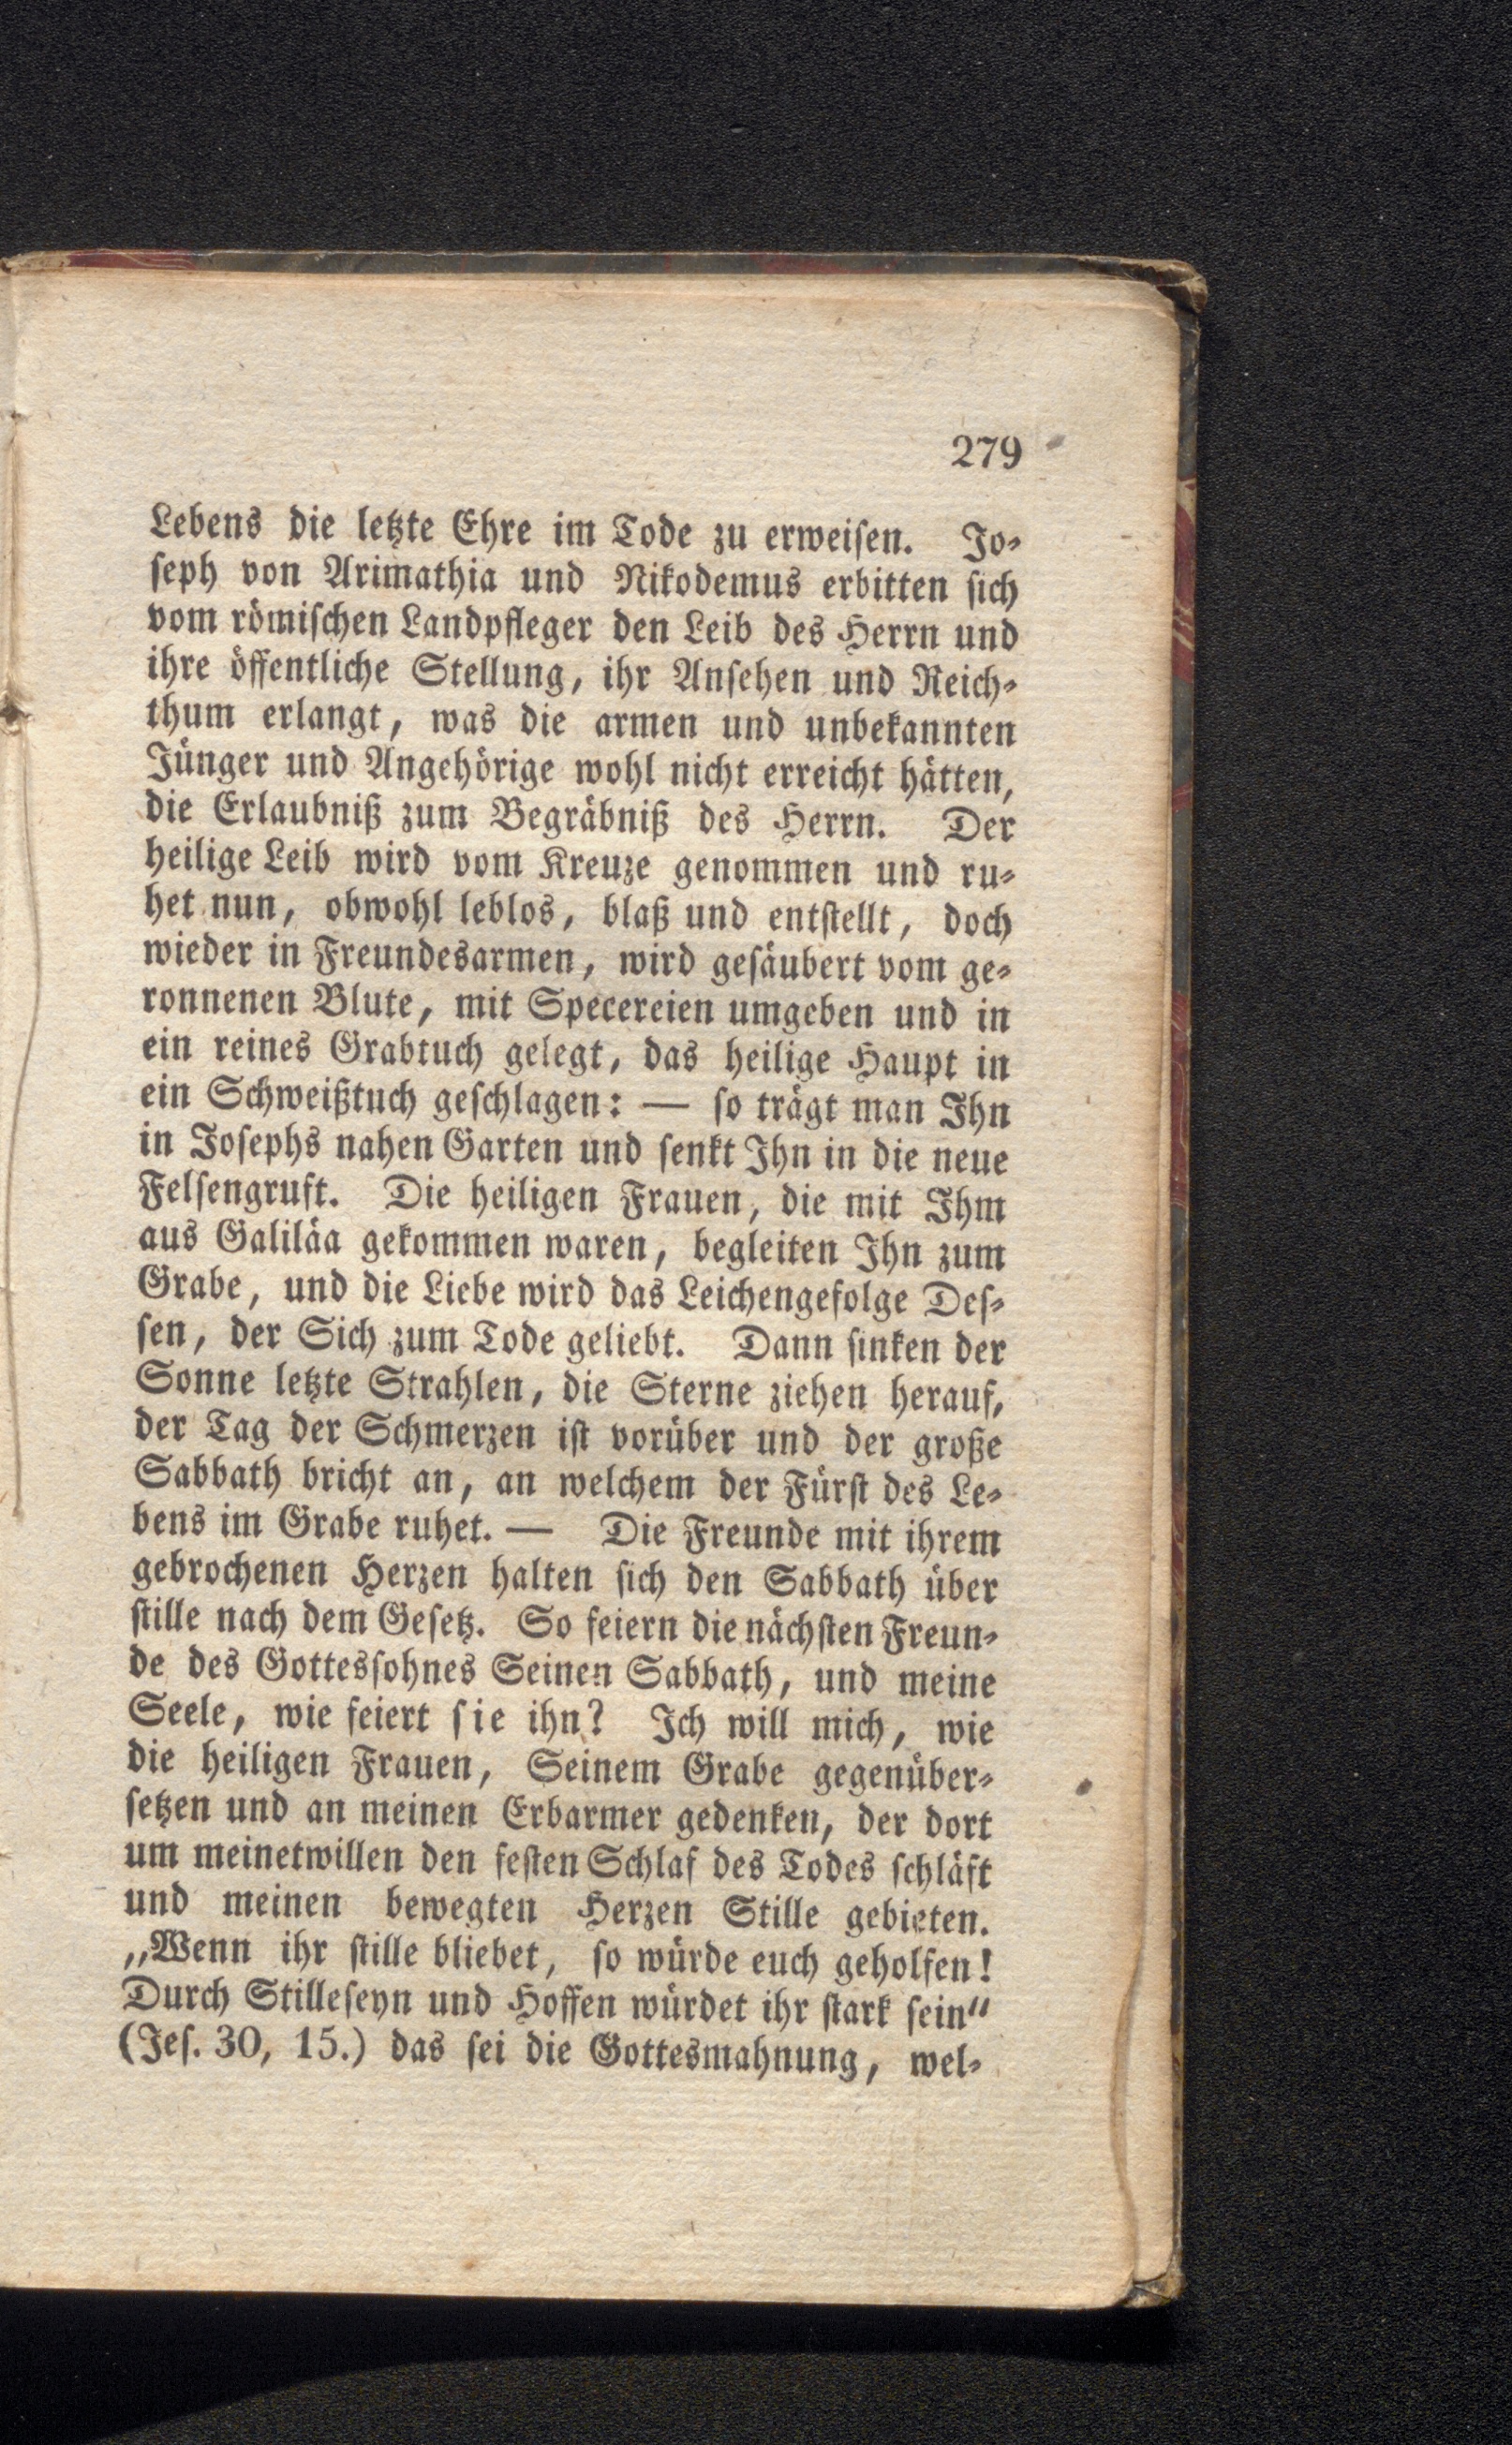 279
Lebens die letzte Ehre im Tode zu erweisen. Jo-
seph von Arimathia und Nikodemus erbitten sich
vom römischen Landpfleger den Leib des Herrn und
ihre öffentliche Stellung, ihr Ansehen und Reich-
thum erlangt, was die armen und unbekannten
Jünger und Angehörige wohl nicht erreicht hätten,
die Erlaubniß zum Begräbniß des Herrn. Der
heilige Leib wird vom Kreuze genommen und ru-
het nun, obwohl leblos, blaß und entstellt, doch
wieder in Freundesarmen, wird gesäubert vom ge-
ronnenen Blute, mit Specereien umgeben und in
ein reines Grabtuch gelegt, das heilige Haupt in
ein Schweißtuch geschlagen: — so trägt man Ihn
in Josephs nahen Garten und senkt Ihn in die neue
Felsengruft. Die heiligen Frauen, die mit Ihm
aus Galiläa gekommen waren, begleiten Ihn zum
Grabe, und die Liebe wird das Leichengefolge Des-
sen, der Sich zum Tode geliebt. Dann sinken der
Sonne letzte Strahlen, die Sterne ziehen herauf,
der Tag der Schmerzen ist vorüber und der große
Sabbath bricht an, an welchem der Fürst des Le-
bens im Grabe ruhet. — Die Freunde mit ihrem
gebrochenen Herzen halten sich den Sabbath über
stille nach dem Gesetz. So feiern die nächsten Freun-
de des Gottessohnes Seinen Sabbath, und meine
Seele, wie feiert sie ihn? Ich will mich, wie
die heiligen Frauen, Seinem Grabe gegenüber-
setzen und an meinen Erbarmer gedenken, der dort
um meinetwillen den festen Schlaf des Todes schläft
und meinen bewegten Herzen Stille gebieten.
„Wenn ihr stille bliebet, so würde euch geholfen!
Durch Stilleseyn und Hoffen würdet ihr stark sein“
(Jes. 30, 15.) das sei die Gottesmahnung, wel-